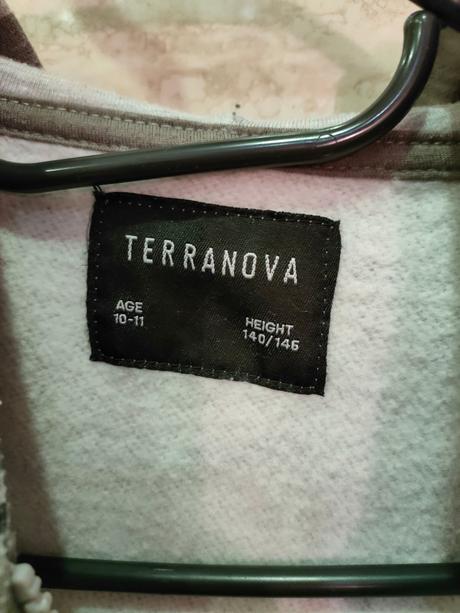 TERRANOVA
AGE
10-11
HEIGHT
140/146